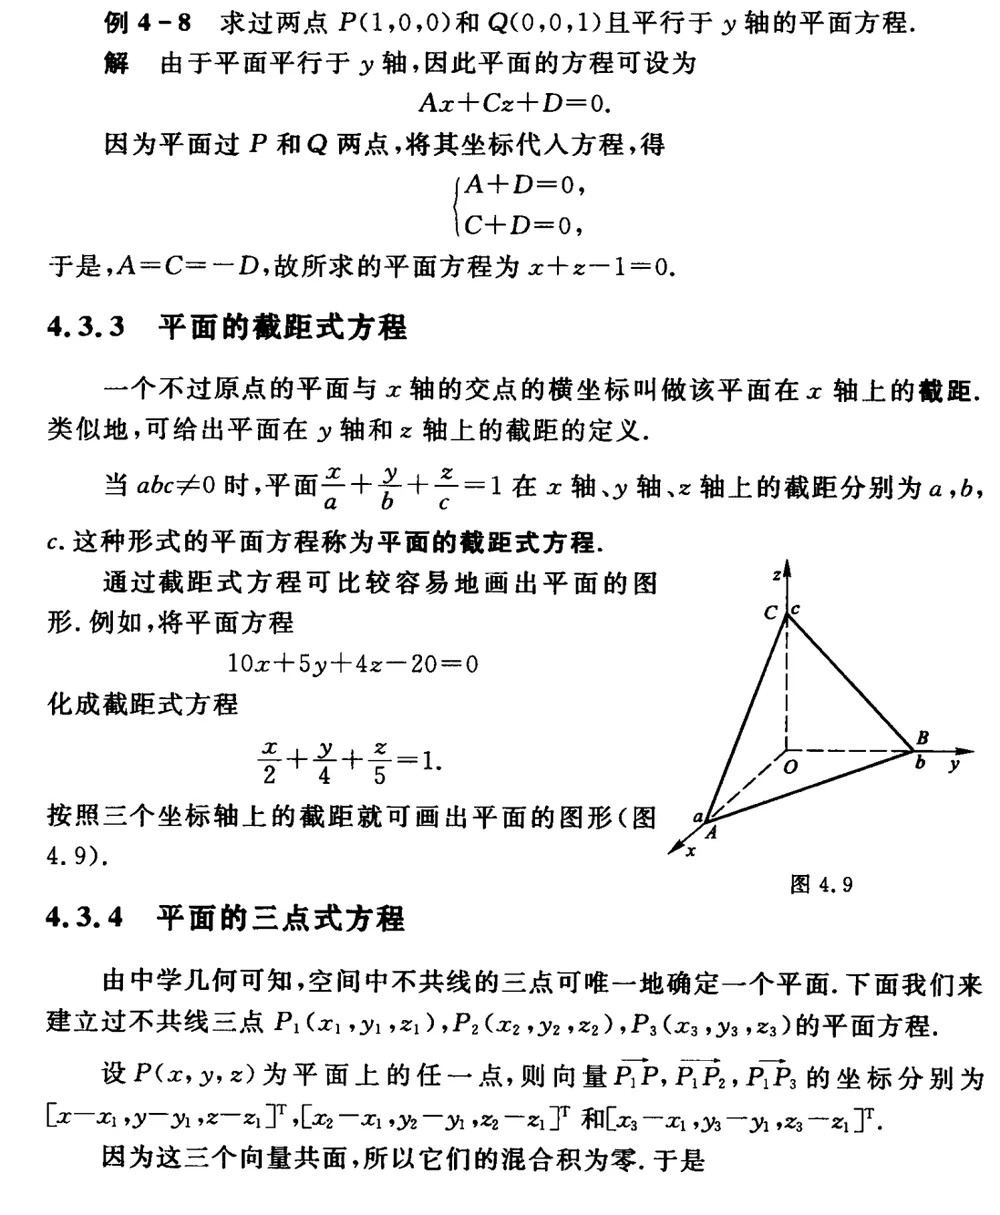 例 4-8 求过两点 P(1,0,0)和 Q(0,0,1)且平行于 y 轴的平面方程.
解 由于平面平行于 y 轴,因此平面的方程可设为
Ax+Cz+D=0.
因为平面过 P 和 Q 两点,将其坐标代入方程,得
{A+D=0,
C+D=0,
于是,A=C=-D,故所求的平面方程为 x+z-1=0.
4.3.3 平面的截距式方程
一个不过原点的平面与 x 轴的交点的横坐标叫做该平面在 x 轴上的截距.
类似地,可给出平面在 y 轴和 z 轴上的截距的定义.
当 abc≠0 时,平面x/a+y/b+z/c=1 在 x 轴、y 轴、z 轴上的截距分别为 a,b,
c.这种形式的平面方程称为平面的截距式方程.
通过截距式方程可比较容易地画出平面的图
形.例如,将平面方程
10x+5y+4z-20=0
化成截距式方程
x/2+y/4+z/5=1.
按照三个坐标轴上的截距就可画出平面的图形(图
4.9).
z
C c
B
O b y
a
A
x
图 4.9
4.3.4 平面的三点式方程
由中学几何可知,空间中不共线的三点可唯一地确定一个平面.下面我们来
建立过不共线三点 P₁(x₁,y₁,z₁),P₂(x₂,y₂,z₂),P₃(x₃,y₃,z₃)的平面方程.
设 P(x,y,z)为平面上的任一点,则向量P₁P→,P₁P₂→,P₁P₃→的坐标分别为
[x-x₁,y-y₁,z-z₁]ᵀ,[x₂-x₁,y₂-y₁,z₂-z₁]ᵀ和[x₃-x₁,y₃-y₁,z₃-z₁]ᵀ.
因为这三个向量共面,所以它们的混合积为零.于是